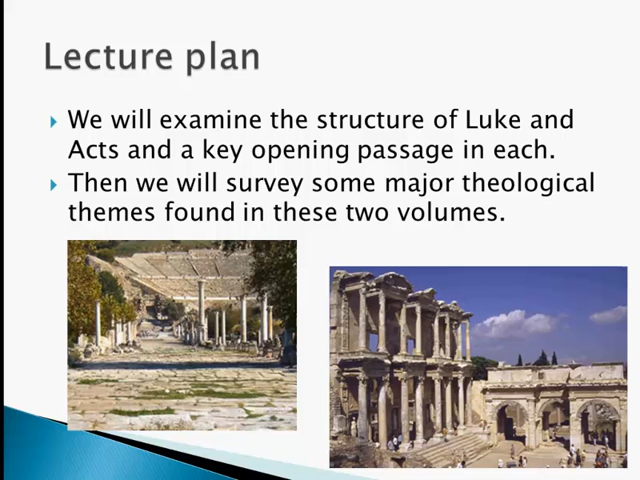 Lecture plan
We will examine the structure of Luke and
Acts and a key opening passage in each.
Then we will survey some major theological
themes found in these two volumes.